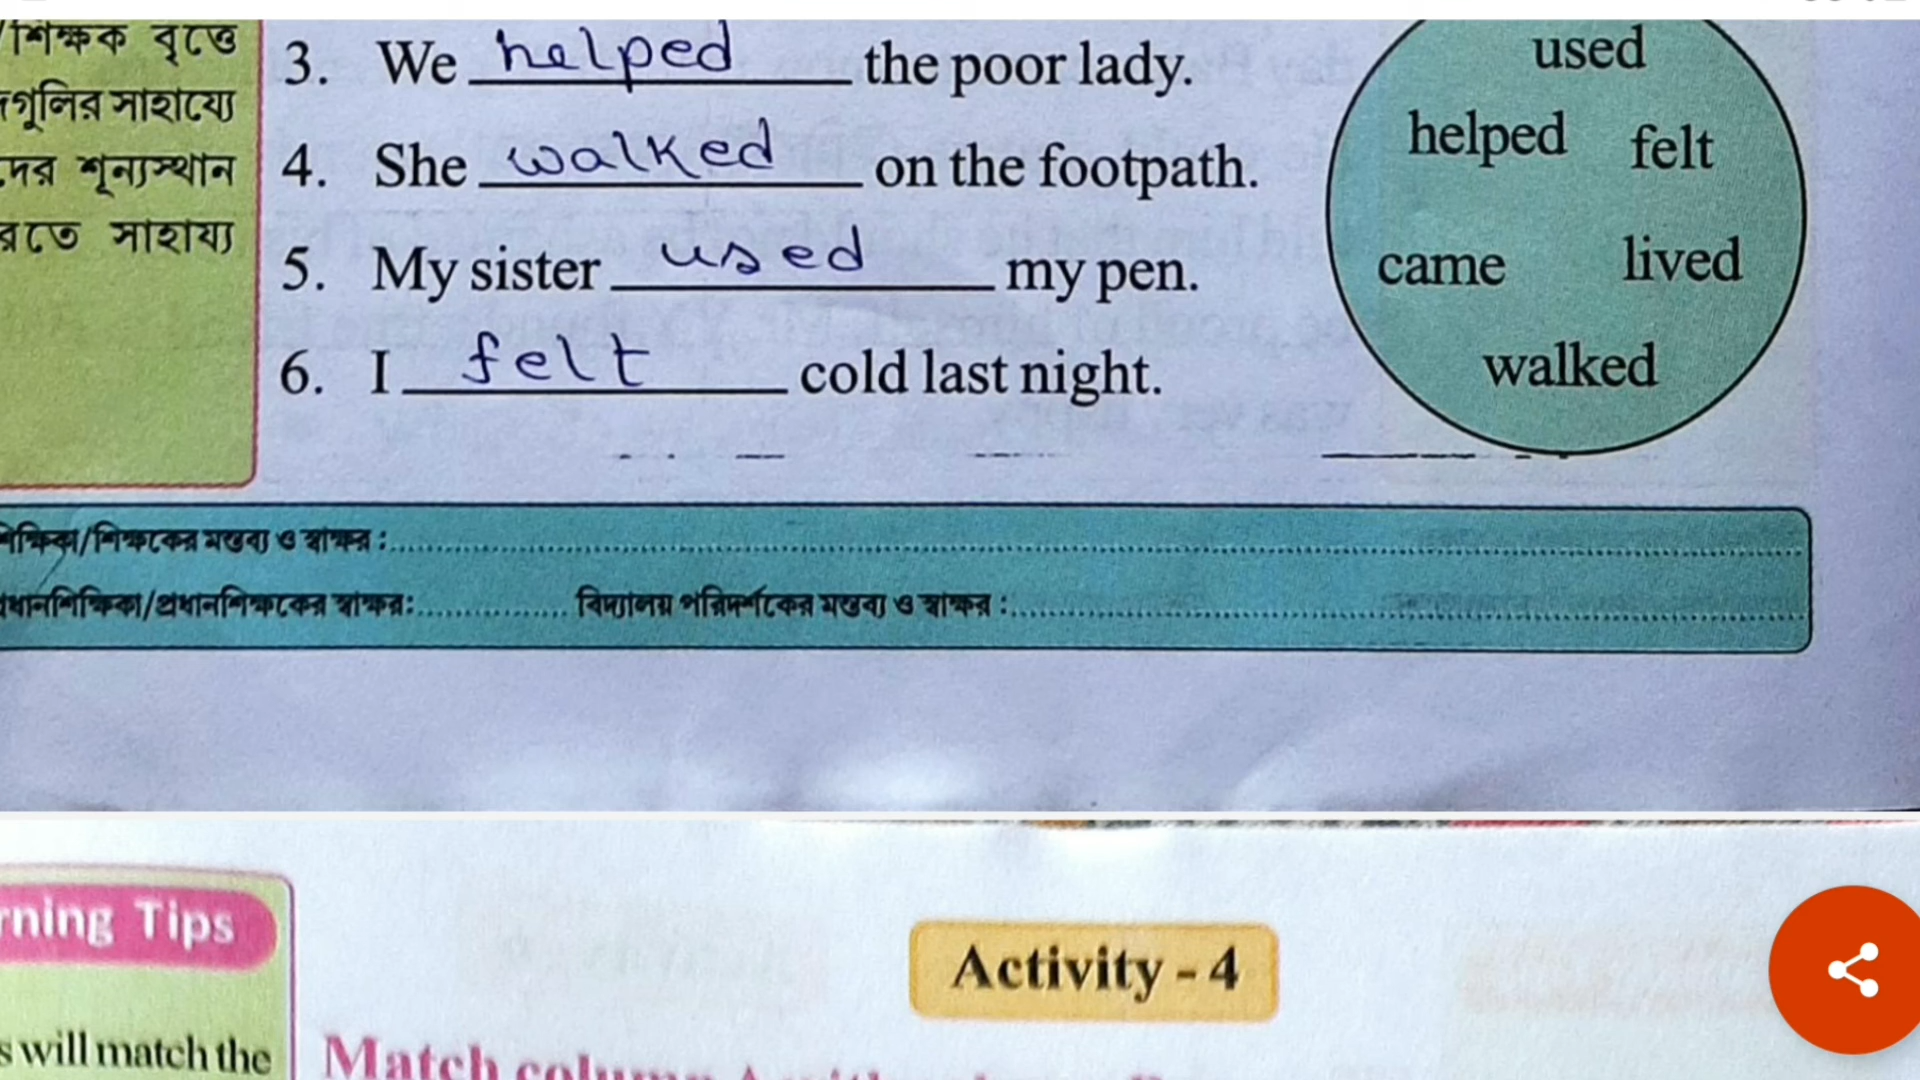 /শিক্ষক বৃত্তে
গুলির সাহায্যে
দের শূন্যস্থান
রতে সাহায্য
3. We helped the poor lady.
4. She walked on the footpath.
5. My sister used my pen.
6. I felt cold last night.
used
helped felt
came lived
walked
শিক্ষিকা/শিক্ষকের মন্তব্য ও স্বাক্ষর :
প্রধানশিক্ষিকা/প্রধানশিক্ষকের স্বাক্ষর: বিদ্যালয় পরিদর্শকের মন্তব্য ও স্বাক্ষর :
rning Tips
s will match the
Activity - 4
Match column A with column B